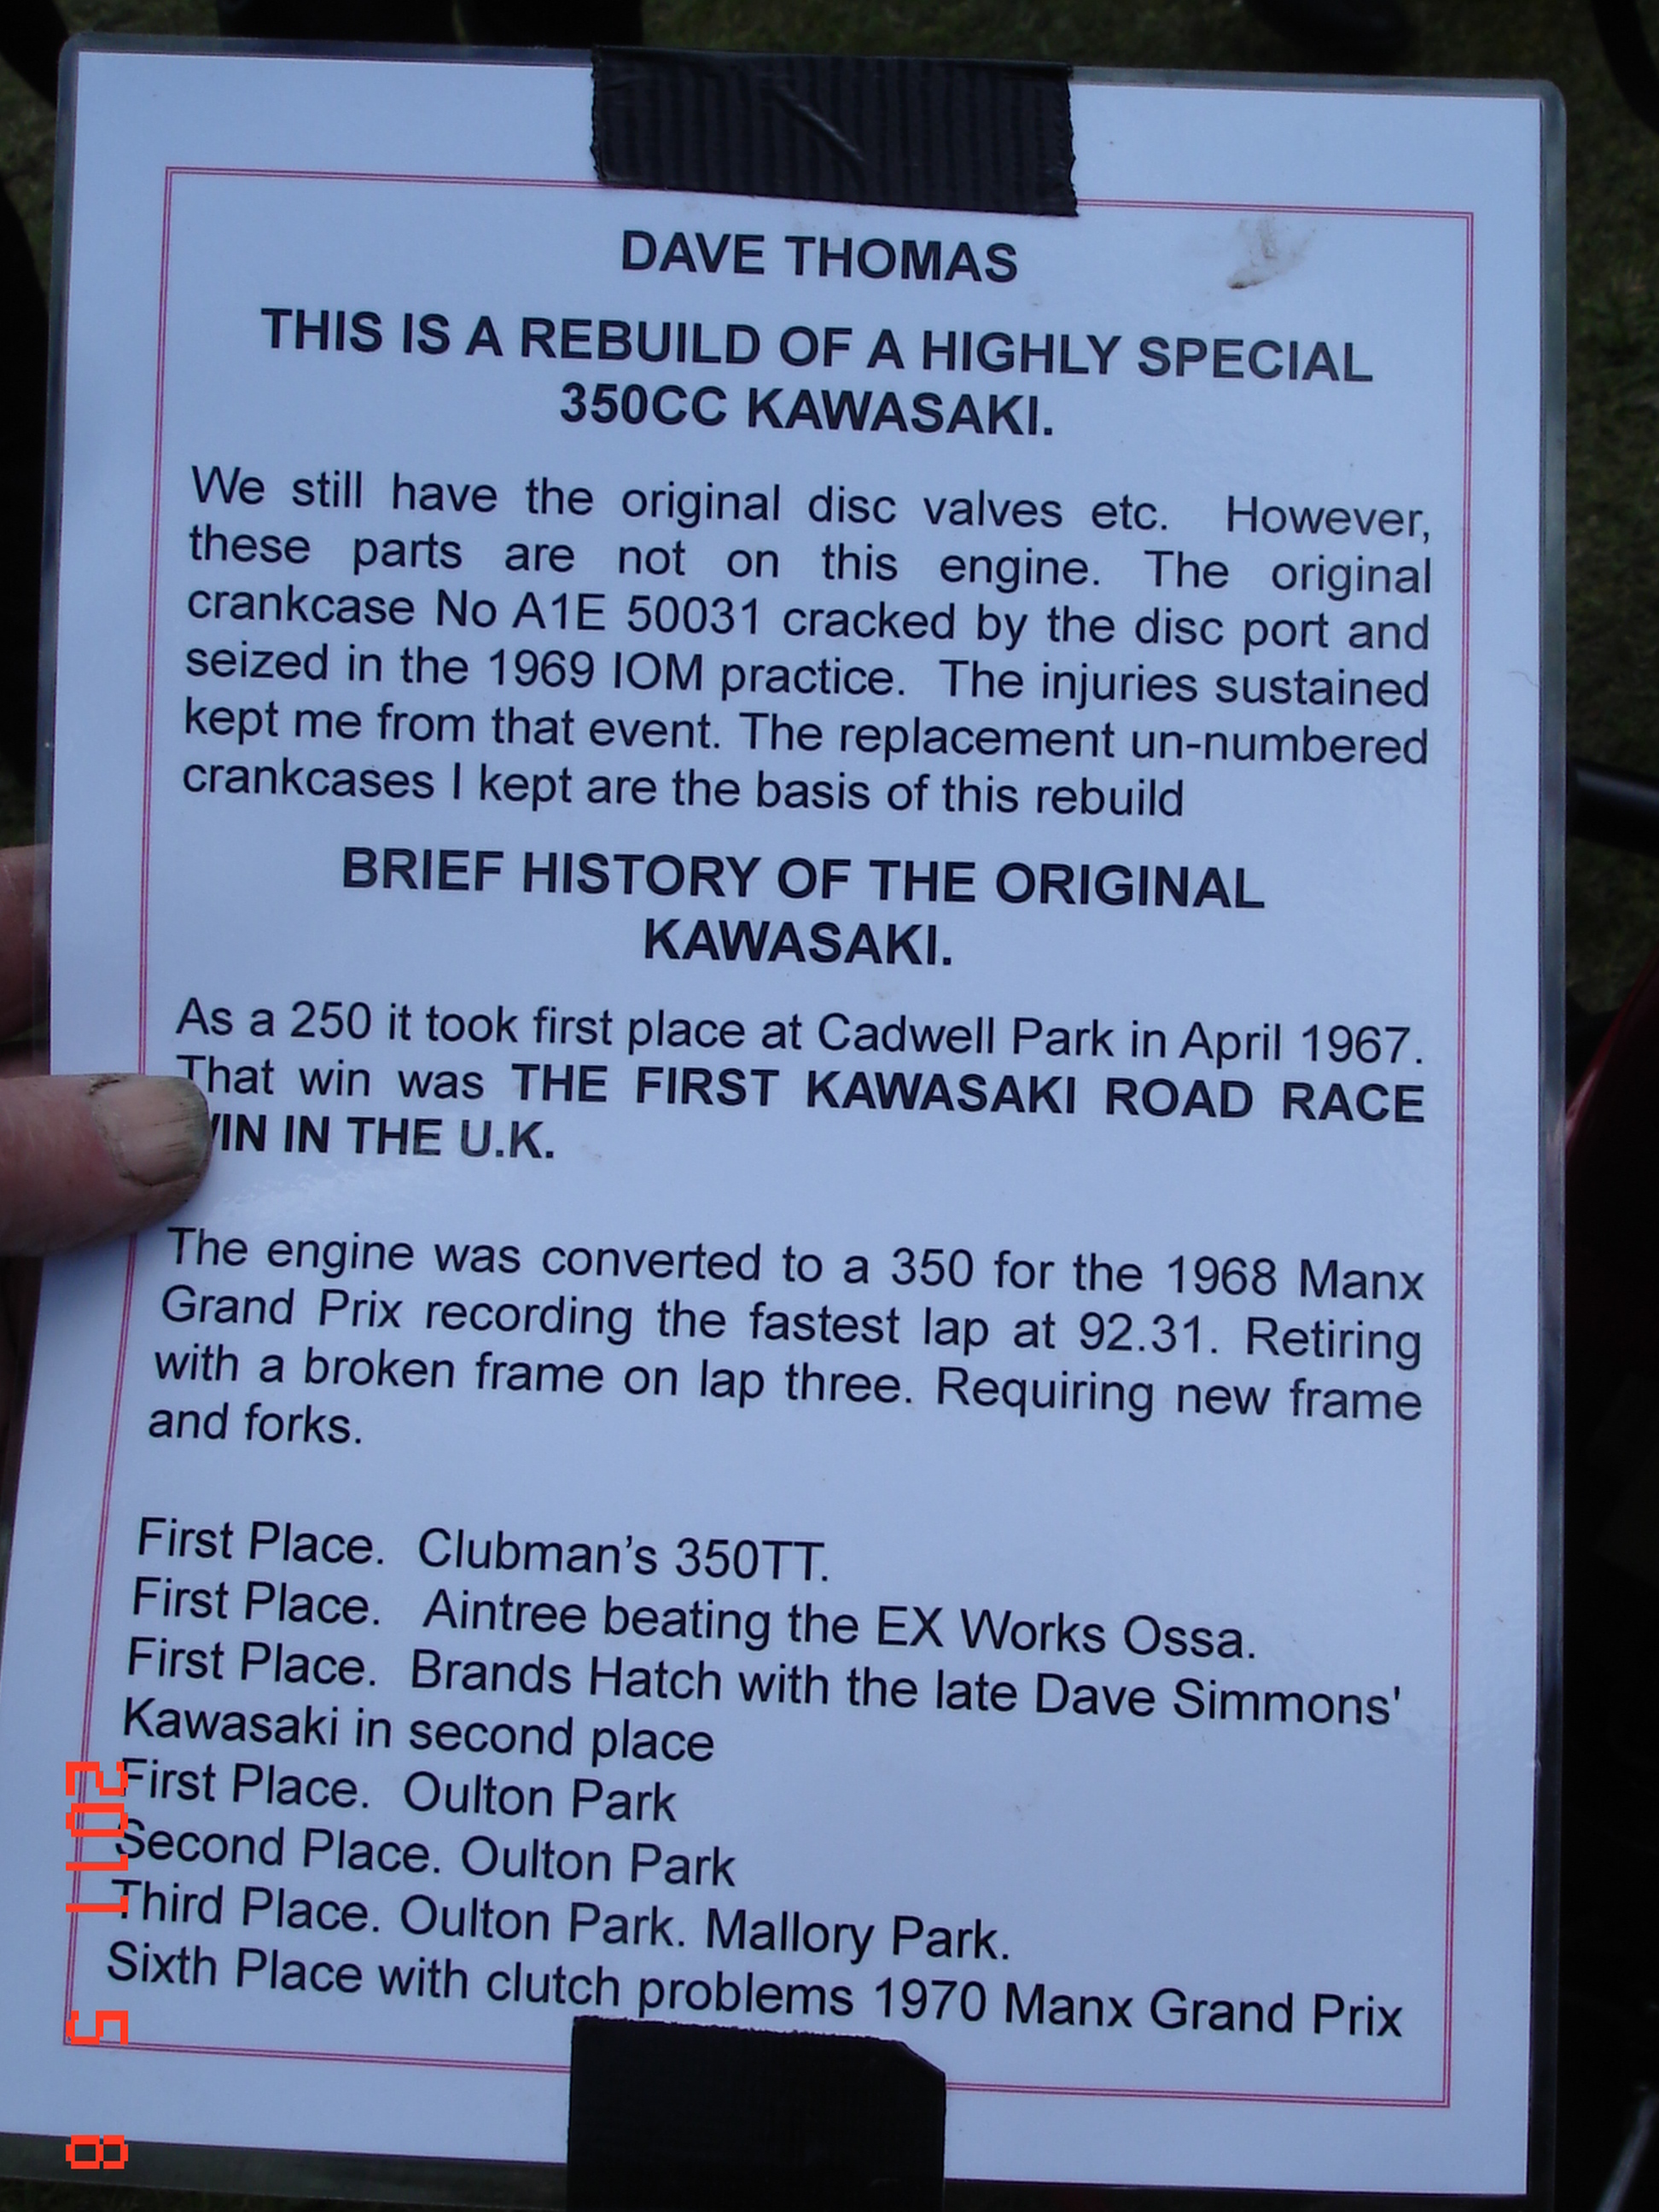 DAVE THOMAS
THIS IS A REBUILD OF A HIGHLY SPECIAL
350CC KAWASAKI.
We still have the original disc valves etc. However,
these parts are not on this engine. The original
crankcase No A1E 50031 cracked by the disc port and
seized in the 1969 IOM practice. The injuries sustained
kept me from that event. The replacement un-numbered
crankcases I kept are the basis of this rebuild
BRIEF HISTORY OF THE ORIGINAL
KAWASAKI.
As a 250 it took first place at Cadwell Park in April 1967.
That win was THE FIRST KAWASAKI ROAD RACE
WIN IN THE U.K.
The engine was converted to a 350 for the 1968 Manx
Grand Prix recording the fastest lap at 92.31. Retiring
with a broken frame on lap three. Requiring new frame
and forks.
First Place. Clubman's 350TT.
First Place. Aintree beating the EX Works Ossa.
First Place. Brands Hatch with the late Dave Simmons'
Kawasaki in second place
First Place. Oulton Park
Second Place. Oulton Park
Third Place. Oulton Park. Mallory Park.
Sixth Place with clutch problems 1970 Manx Grand Prix
2011 5 8